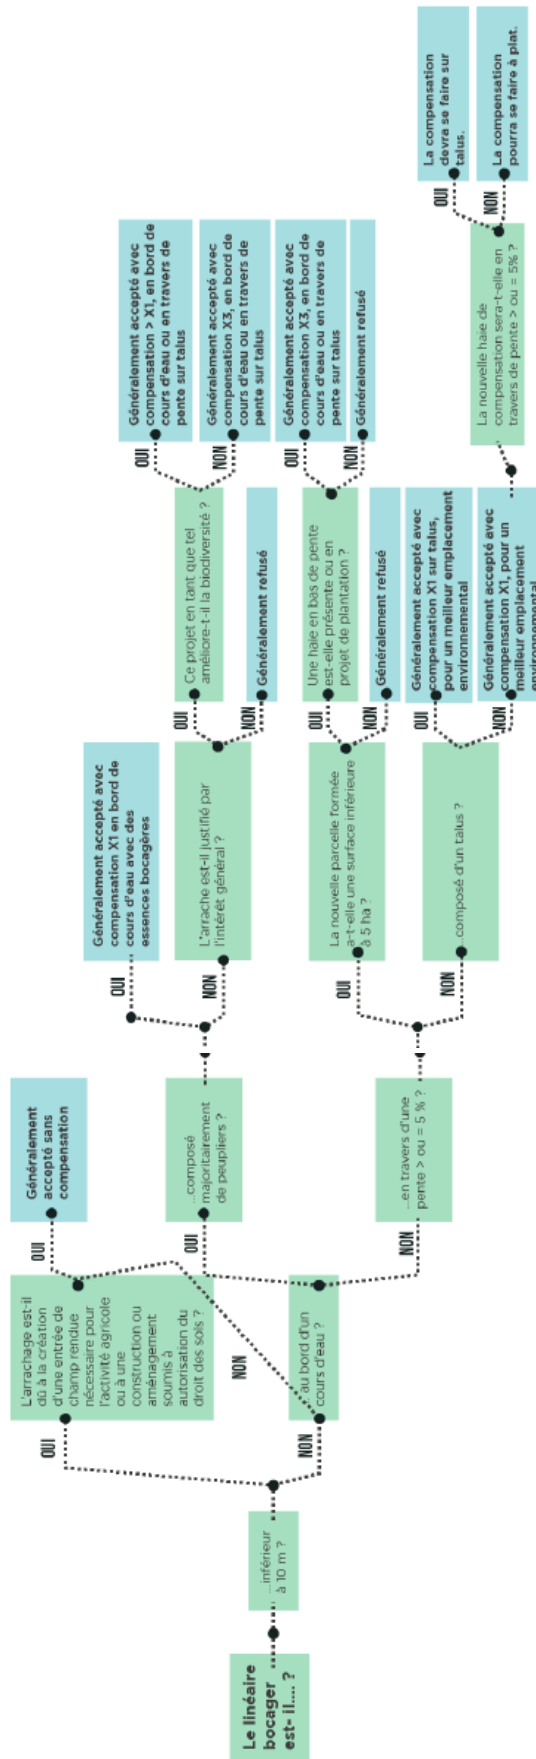 Le linéaire
bocager
est- il.... ?
...inférieur
à 10 m ?
OUI
NON
L'arrachage est-il
dû à la création
d'une entrée de
champ rendue
nécessaire pour
l'activité agricole
ou à une
construction ou
aménagement
soumis à
autorisation du
droit des sols ?
OUI
NON
Généralement
accepté sans
compensation
... au bord d'un
cours d'eau ?
OUI
NON
...composé
majoritairement
de peupliers ?
OUI
NON
Généralement accepté avec
compensation X1 en bord de
cours d'eau avec des
essences bocagères
L'arrache est-il justifié par
l'intérêt général ?
OUI
NON
Ce projet en tant que tel
améliore-t-il la biodiversité ?
Généralement refusé
OUI
NON
Généralement accepté avec
compensation > X1, en bord de
cours d'eau ou en travers de
pente sur talus
Généralement accepté avec
compensation X3, en bord de
cours d'eau ou en travers de
pente sur talus
...en travers d'une
pente > ou = 5 % ?
OUI
NON
La nouvelle parcelle formée
a-t-elle une surface inférieure
à 5 ha ?
OUI
NON
Une haie en bas de pente
est-elle présente ou en
projet de plantation ?
Généralement refusé
OUI
NON
Généralement accepté avec
compensation X3, en bord de
cours d'eau ou en travers de
pente sur talus
Généralement refusé
...composé d'un talus ?
OUI
NON
Généralement accepté avec
compensation X1 sur talus,
pour un meilleur emplacement
environnemental
Généralement accepté avec
compensation X1, pour un
meilleur emplacement
environnemental
La nouvelle haie de
compensation sera-t-elle en
travers de pente > ou = 5% ?
OUI
NON
La compensation
devra se faire sur
talus.
La compensation
pourra se faire à plat.